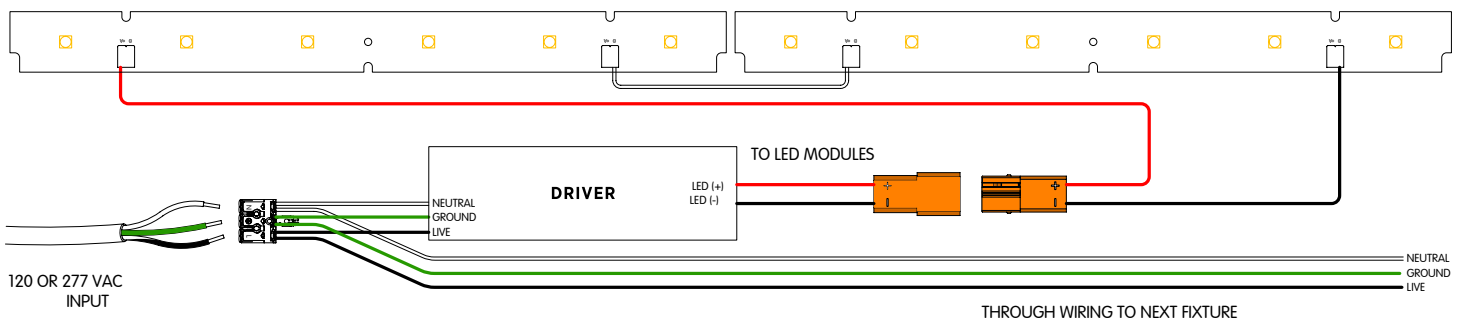 TO LED MODULES
DRIVER
LED (+)
LED (-)
NEUTRAL
GROUND
LIVE
120 OR 277 VAC
INPUT
NEUTRAL
GROUND
LIVE
THROUGH WIRING TO NEXT FIXTURE